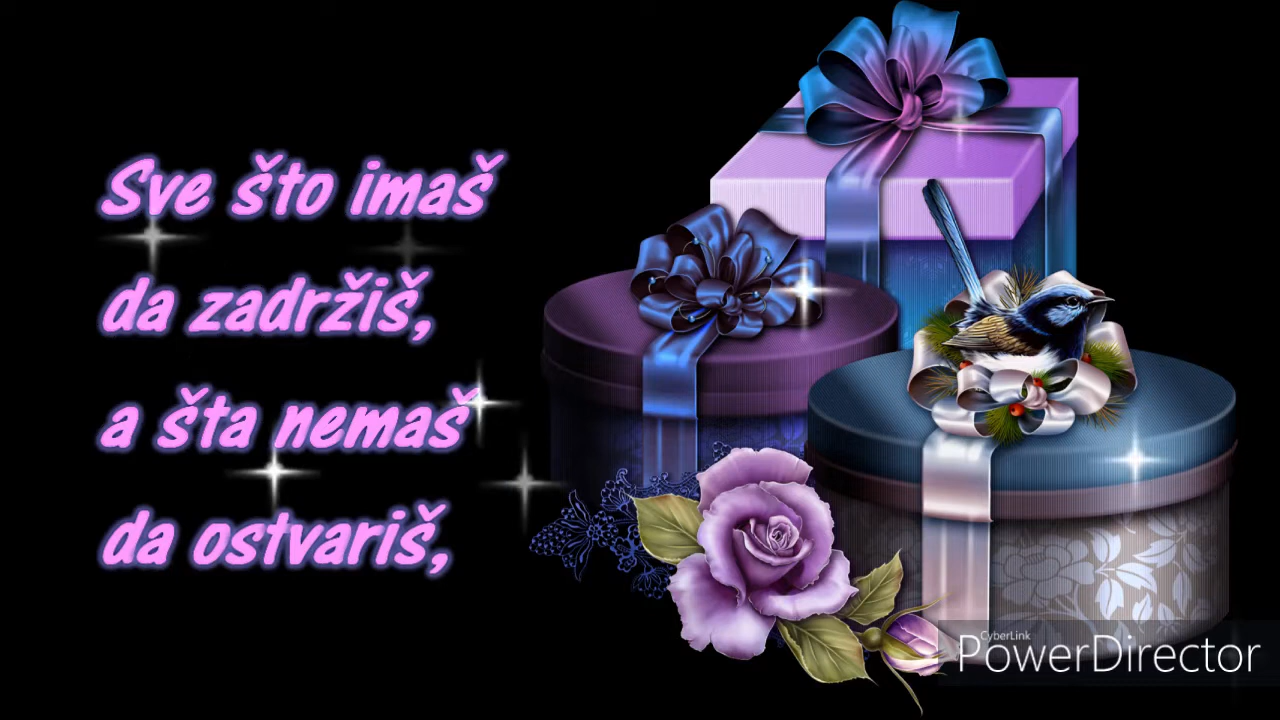 Sve što imaš
da zadržiš,
a šta nemaš
da ostvariš,
CyberLink
PowerDirector